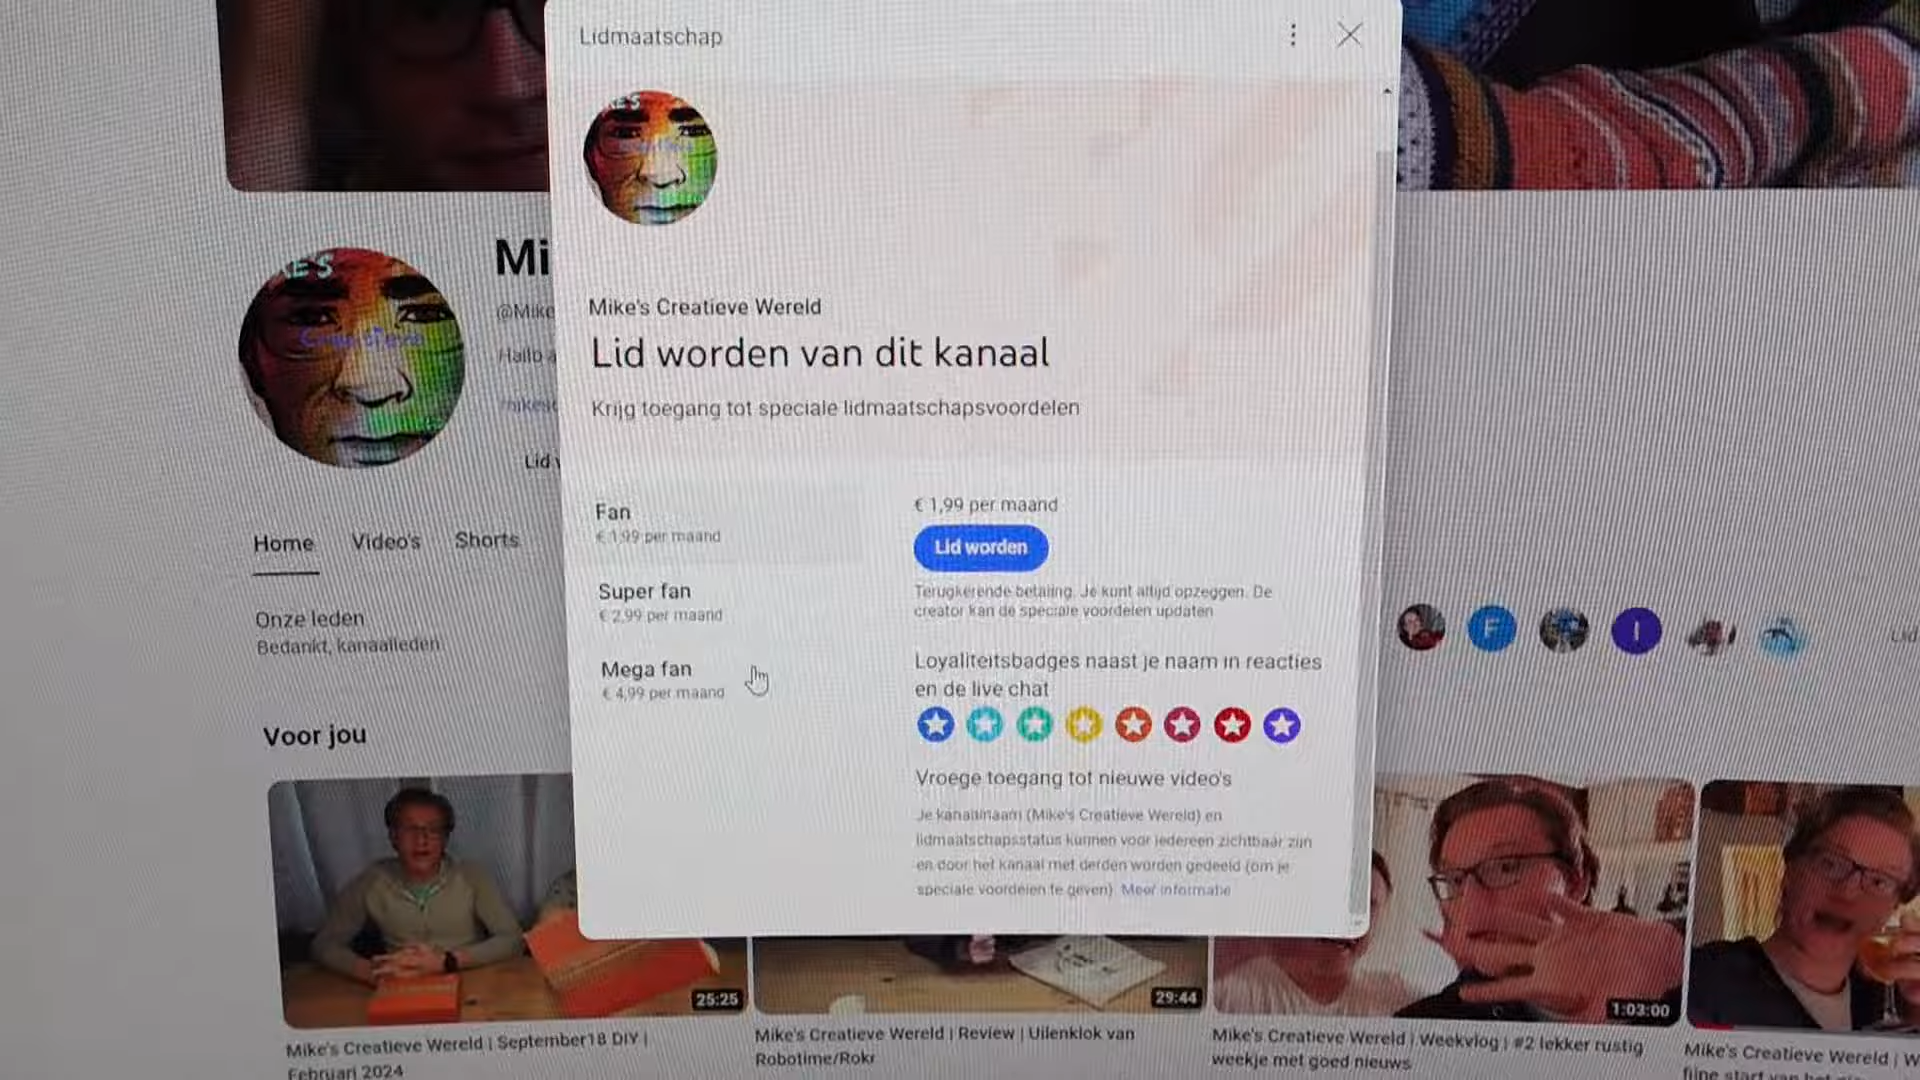 Lidmaatschap
Mike's Creatieve Wereld
Lid worden van dit kanaal
Krijg toegang tot speciale lidmaatschapsvoordelen
Fan
€ 1,99 per maand
Super fan
€ 2,99 per maand
Mega fan
€ 4,99 per maand
€ 1,99 per maand
Lid worden
Terugkerende betaling. Je kunt altijd opzeggen. De
creator kan de speciale voordelen updaten
Loyaliteitsbadges naast je naam in reacties
en de live chat
Vroege toegang tot nieuwe video's
Je kanaalnaam (Mike's Creatieve Wereld) en
lidmaatschapsstatus kunnen voor iedereen zichtbaar zijn
en door het kanaal met derden worden gedeeld (om je
speciale voordelen te geven). Meer informatie
Mi
@Mike
Hallo a
Lid
Home Video's Shorts
Onze leden
Bedankt, kanaalleden.
F
I
Lid
Voor jou
25:25
29:44
1:03:00
Mike's Creatieve Wereld | September18 DIY |
Februari 2024
Mike's Creatieve Wereld | Review | Uilenklok van
Robotime/Rokr
Mike's Creatieve Wereld | Weekvlog | #2 lekker rustig
weekje met goed nieuws
Mike's Creatieve Wereld | W